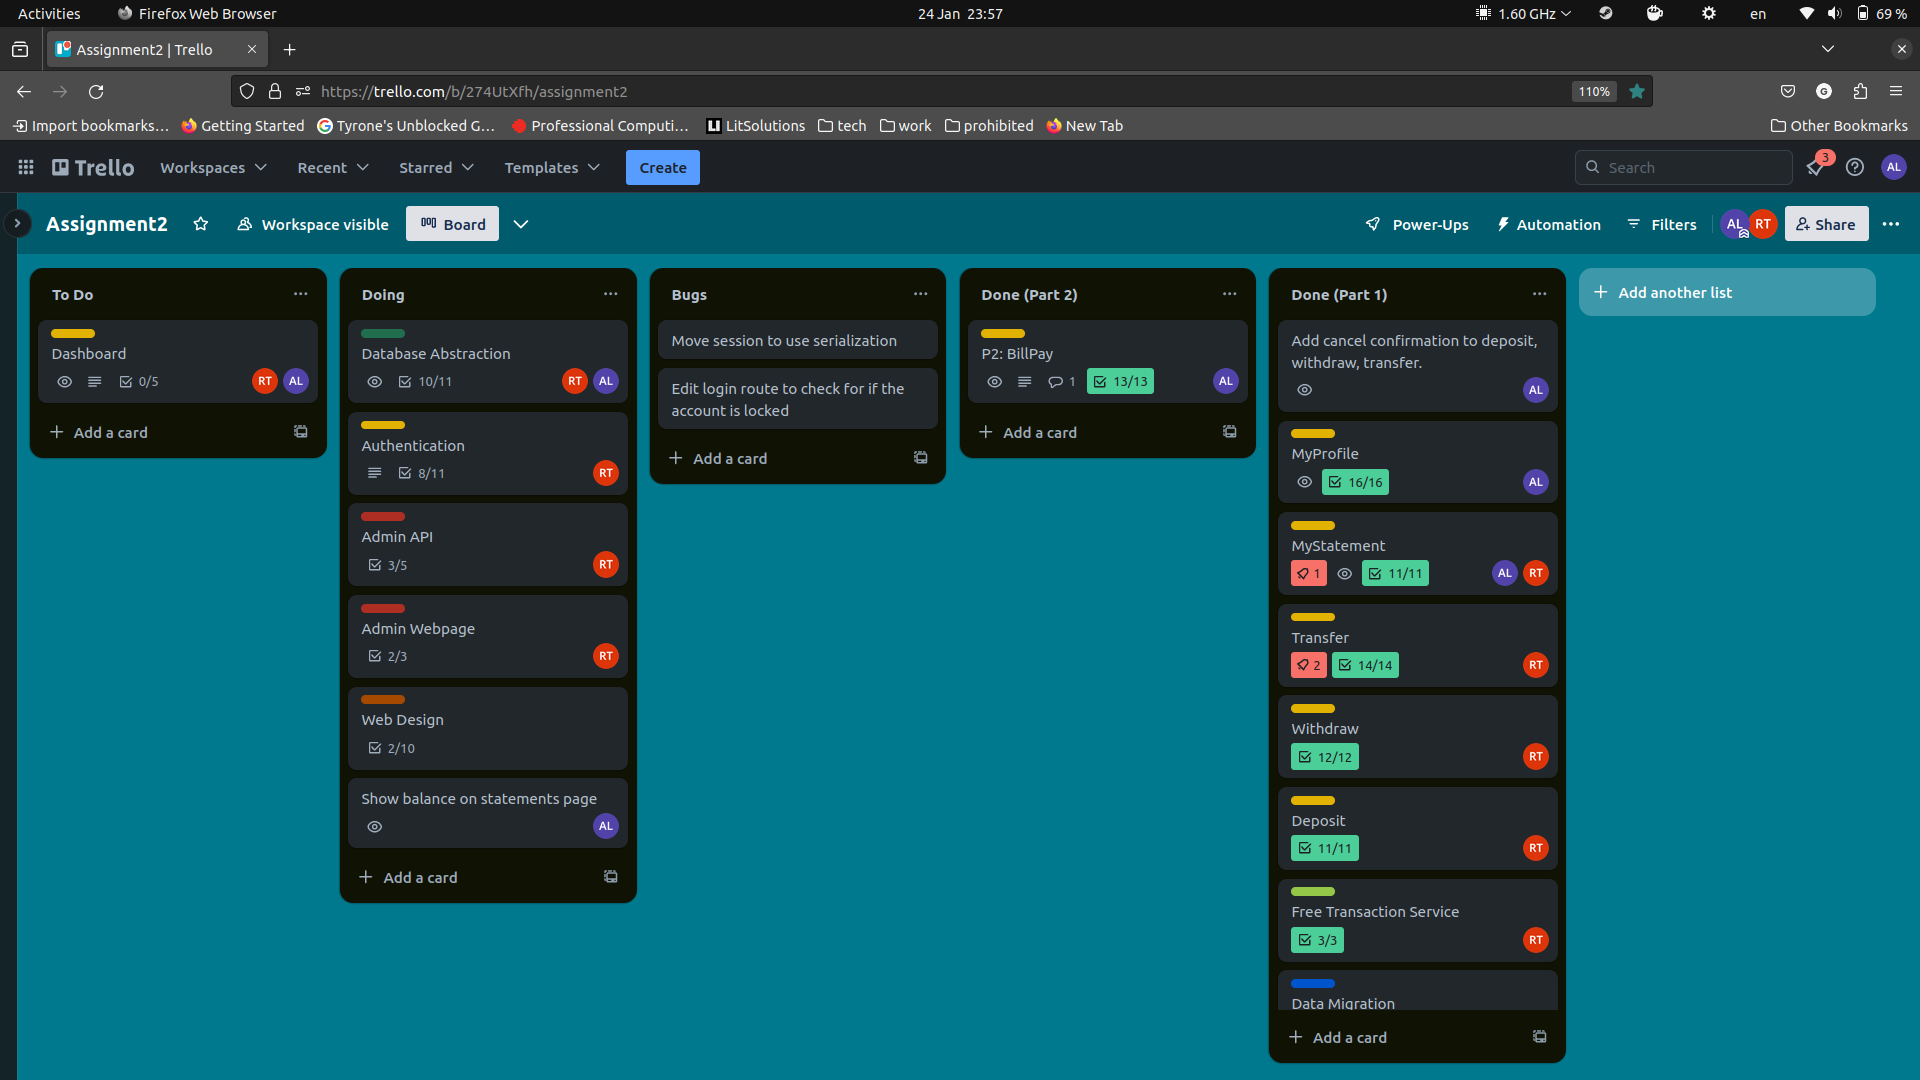 Activities
Firefox Web Browser
24 Jan 23:57
1.60 GHz
en
69 %
Assignment2 | Trello
https://trello.com/b/274UtXfh/assignment2
110%
G
Import bookmarks…
Getting Started
Tyrone's Unblocked G…
Professional Computi…
LitSolutions
tech
work
prohibited
New Tab
Other Bookmarks
Trello
Workspaces
Recent
Starred
Templates
Create
Search
3
AL
Assignment2
Workspace visible
Board
Power-Ups
Automation
Filters
AL
RT
Share
To Do
Dashboard
0/5
RT
AL
Add a card
Doing
Database Abstraction
10/11
RT
AL
Authentication
8/11
RT
Admin API
3/5
RT
Admin Webpage
2/3
RT
Web Design
2/10
Show balance on statements page
AL
Add a card
Bugs
Move session to use serialization
Edit login route to check for if the
account is locked
Add a card
Done (Part 2)
P2: BillPay
1
13/13
AL
Add a card
Done (Part 1)
Add cancel confirmation to deposit,
withdraw, transfer.
AL
MyProfile
16/16
AL
MyStatement
1
11/11
AL
RT
Transfer
2
14/14
RT
Withdraw
12/12
RT
Deposit
11/11
RT
Free Transaction Service
3/3
RT
Data Migration
Add a card
Add another list